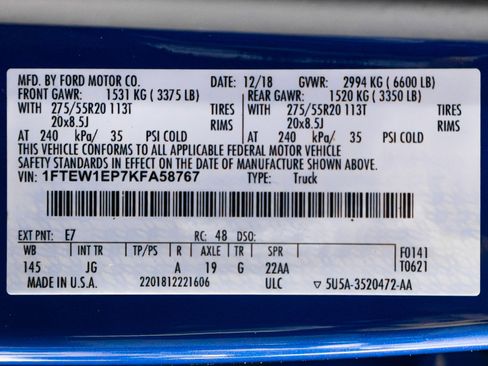 MFD. BY FORD MOTOR CO. DATE: 12/18 GVWR: 2994 KG ( 6600 LB)
FRONT GAWR: 1531 KG ( 3375 LB) REAR GAWR: 1520 KG ( 3350 LB)
WITH 275/55R20 113T TIRES WITH 275/55R20 113T TIRES
20x8.5J RIMS 20x8.5J RIMS
AT 240 kPa/ 35 PSI COLD AT 240 kPa/ 35 PSI COLD
THIS VEHICLE CONFORMS TO ALL APPLICABLE FEDERAL MOTOR VEHICLE
SAFETY STANDARDS IN EFFECT ON THE DATE OF MANUFACTURE SHOWN ABOVE.
VIN: 1FTEW1EP7KFA58767 TYPE: Truck
EXT PNT: E7 RC: 48 DSO:
WB INT TR TP/PS R AXLE TR SPR F0141
145 JG A 19 G 22AA T0621
MADE IN U.S.A. 2201812221606 ULC ▽ 5U5A-3520472-AA